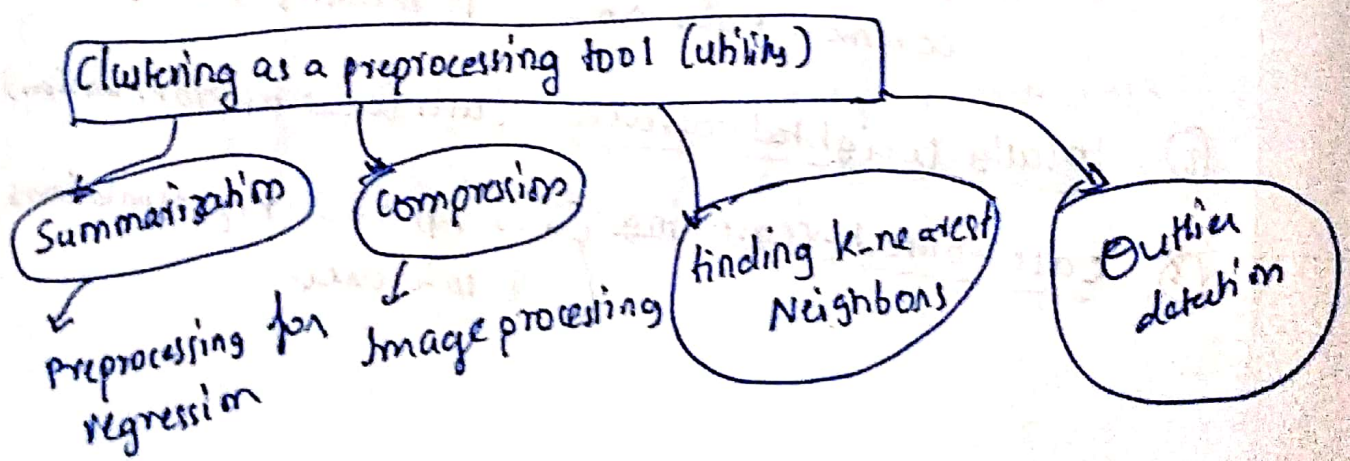 Clustering as a preprocessing tool (utility)
Summarization
Compression
finding k-nearest
Neighbors
Outlier
detection
Preprocessing for
regression
Image processing